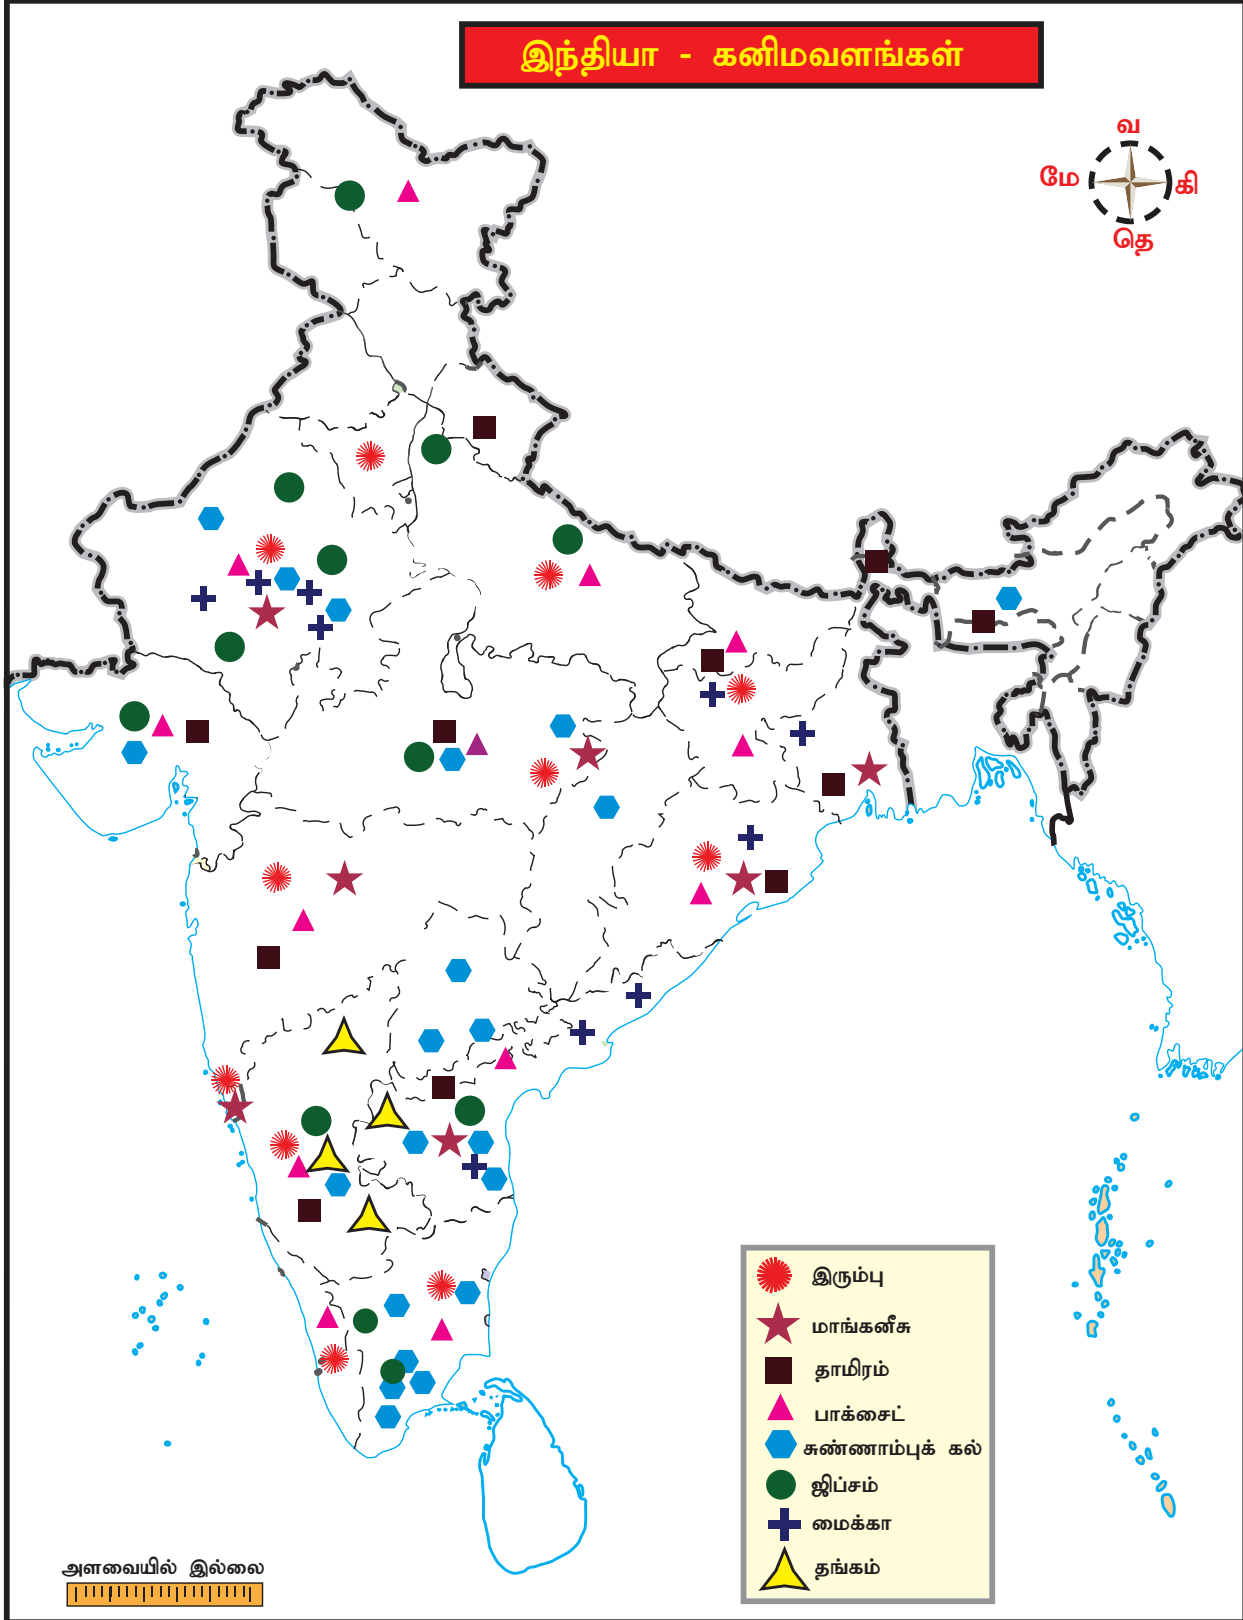 இந்தியா - கனிமவளங்கள்
வ
மே
கி
தெ
இரும்பு
மாங்கனீசு
தாமிரம்
பாக்சைட்
சுண்ணாம்புக் கல்
ஜிப்சம்
மைக்கா
தங்கம்
அளவையில் இல்லை